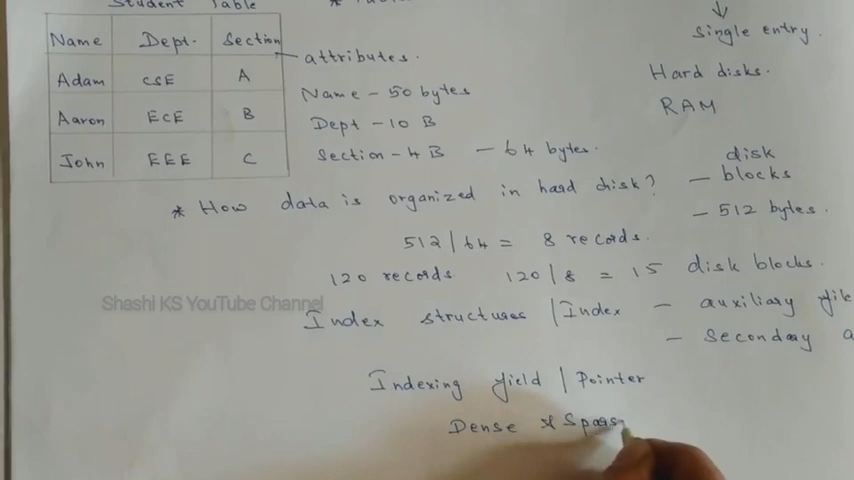 Student Table
Name Dept. Section
Adam CSE A
Aaron ECE B
John EEE C
attributes.
Name - 50 bytes
Dept - 10 B
Section - 4 B - 64 bytes.
single entry.
Hard disks.
RAM
* How data is organized in hard disk? - disk blocks
- 512 bytes.
512/64 = 8 records.
120 records 120/8 = 15 disk blocks.
Shashi KS YouTube Channel
Index structures / Index - auxiliary file
- Secondary a
Indexing field / Pointer
Dense & Spars